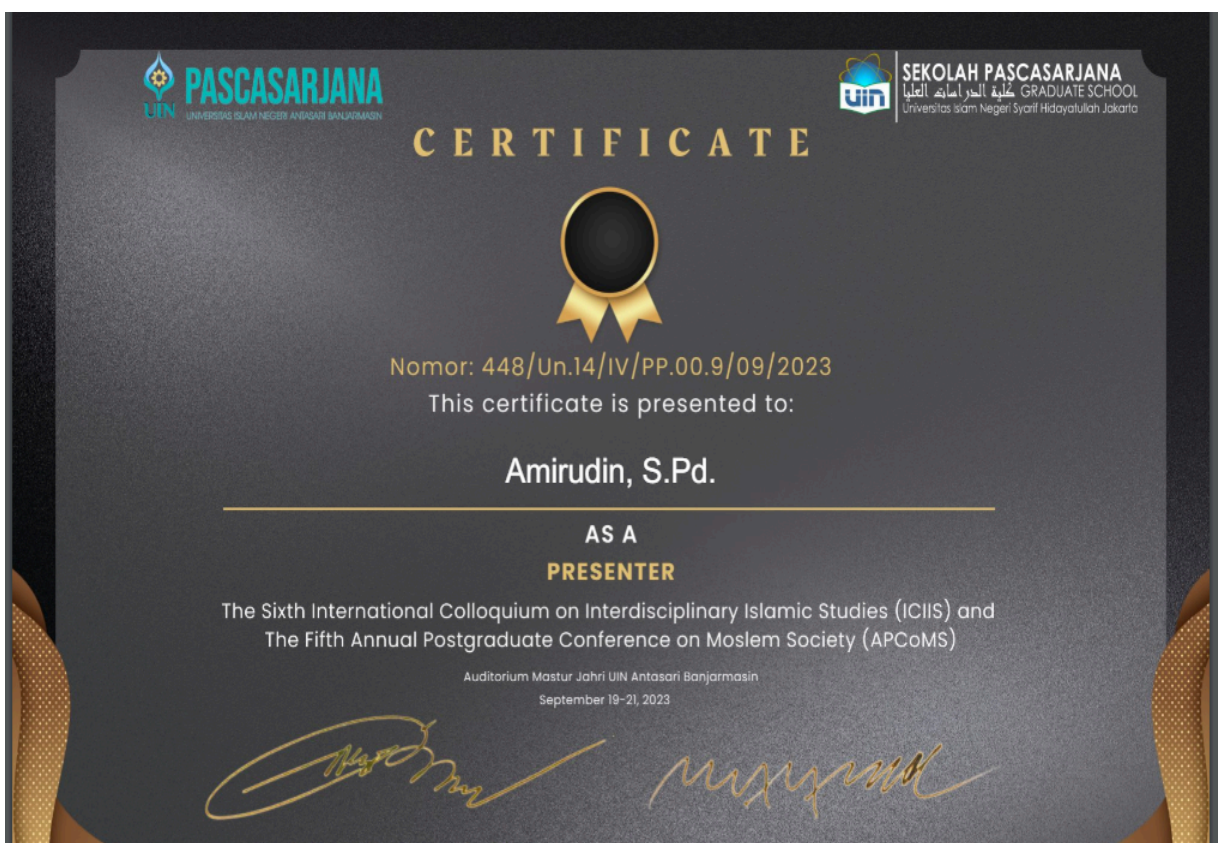 UIN PASCASARJANA
UNIVERSITAS ISLAM NEGERI ANTASARI BANJARMASIN
uin SEKOLAH PASCASARJANA
كلية الدراسات العليا GRADUATE SCHOOL
Universitas Islam Negeri Syarif Hidayatullah Jakarta
CERTIFICATE
Nomor: 448/Un.14/IV/PP.00.9/09/2023
This certificate is presented to:
Amirudin, S.Pd.
AS A
PRESENTER
The Sixth International Colloquium on Interdisciplinary Islamic Studies (ICIIS) and
The Fifth Annual Postgraduate Conference on Moslem Society (APCoMS)
Auditorium Mastur Jahri UIN Antasari Banjarmasin
September 19-21, 2023